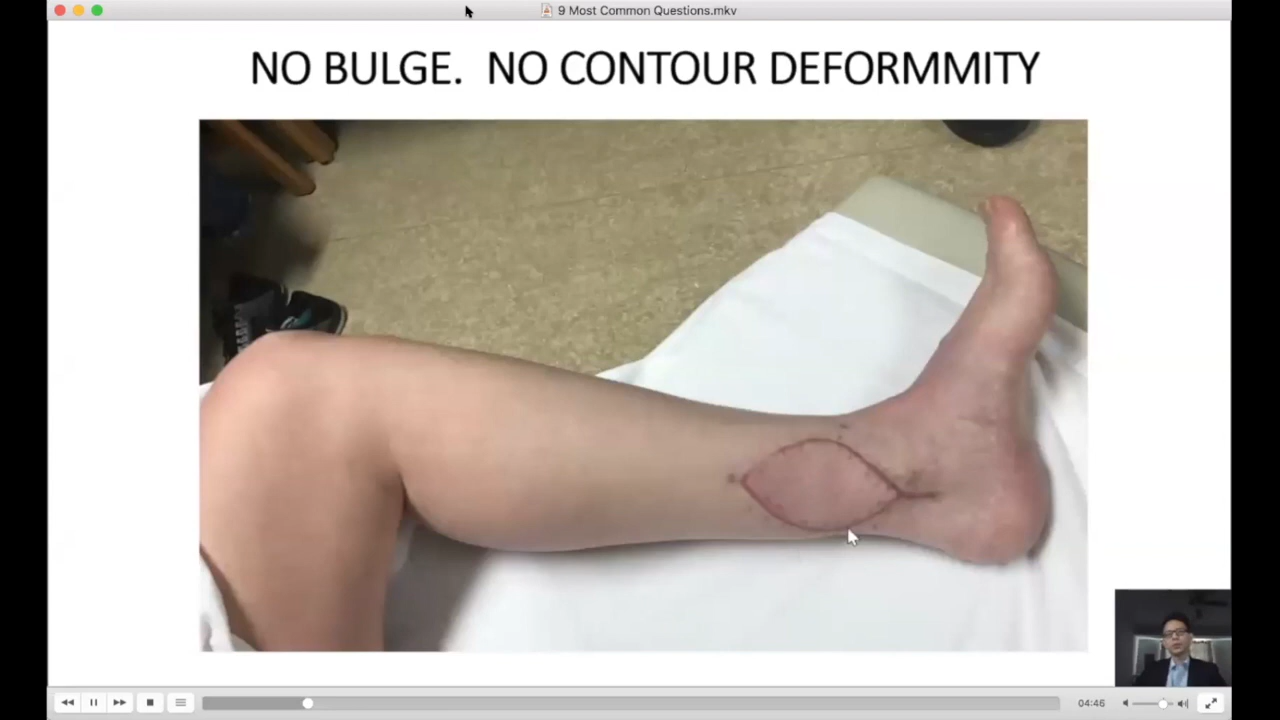 9 Most Common Questions.mkv
NO BULGE.  NO CONTOUR DEFORMMITY
04:46